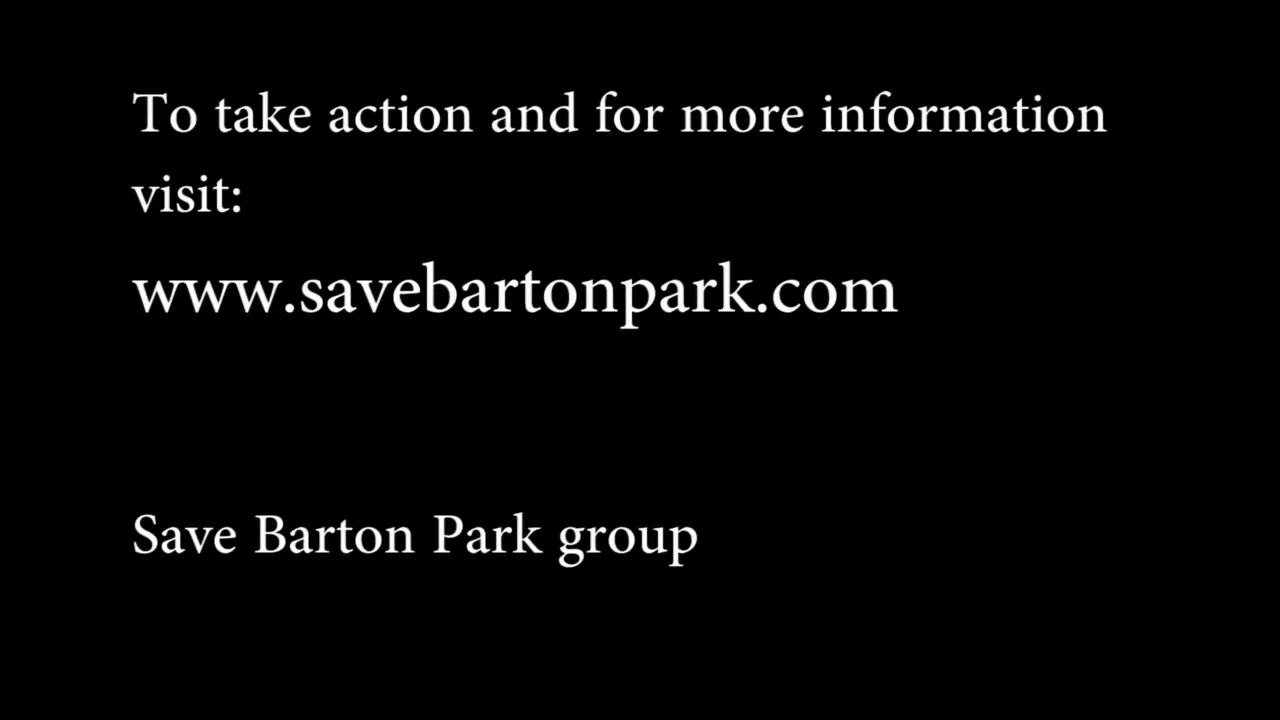 To take action and for more information
visit:
www.savebartonpark.com
Save Barton Park group